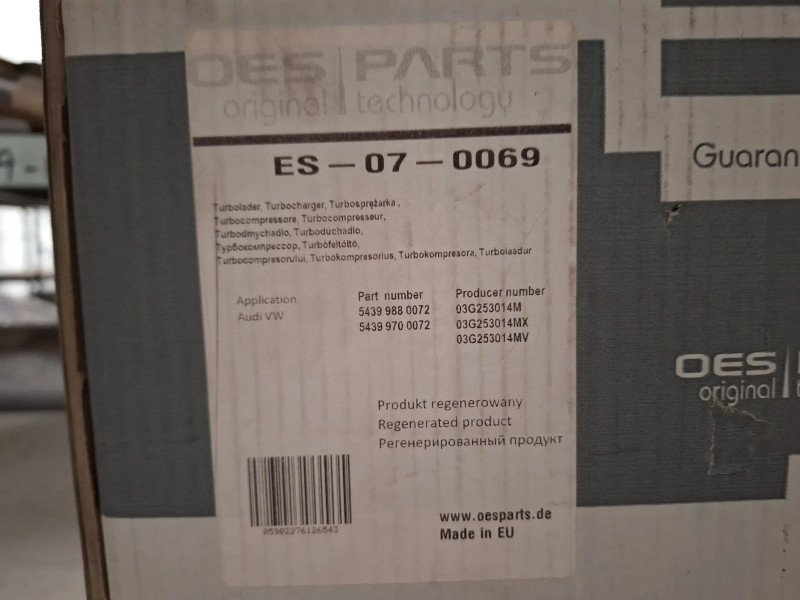 OES PARTS
original technology
ES-07-0069
Turbolader, Turbocharger, Turbosprężarka,
Turbocompressore, Turbocompresseur,
Turbodmychadlo, Turbodúchadlo,
Турбокомпрессор, Turbófeltöltő,
Turbocompresorului, Turbokompresorius, Turbokompresora, Turbolaadur
Application
Audi VW
Part number
5439 988 0072
5439 970 0072
Producer number
03G253014M
03G253014MX
03G253014MV
Produkt regenerowany
Regenerated product
Регенерированный продукт
05902276126543
www.oesparts.de
Made in EU
Guaran
OES
original